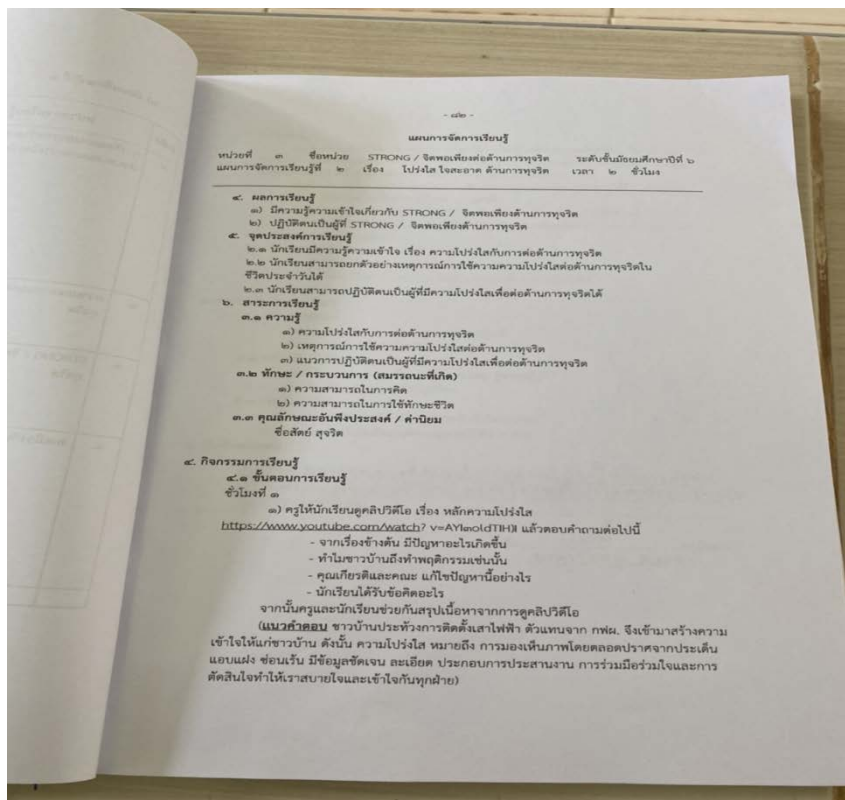 - ๘๒ -
แผนการจัดการเรียนรู้
หน่วยที่ ๓ ชื่อหน่วย STRONG / จิตพอเพียงต่อต้านการทุจริต ระดับชั้นมัธยมศึกษาปีที่ ๖
แผนการจัดการเรียนรู้ที่ ๒ เรื่อง โปร่งใส ใจสะอาด ต้านการทุจริต เวลา ๒ ชั่วโมง
๔. ผลการเรียนรู้
๑) มีความรู้ความเข้าใจเกี่ยวกับ STRONG / จิตพอเพียงต้านการทุจริต
๒) ปฏิบัติตนเป็นผู้ที่ STRONG / จิตพอเพียงต้านการทุจริต
๕. จุดประสงค์การเรียนรู้
๒.๑ นักเรียนมีความรู้ความเข้าใจ เรื่อง ความโปร่งใสกับการต่อต้านการทุจริต
๒.๒ นักเรียนสามารถยกตัวอย่างเหตุการณ์การใช้ความความโปร่งใสต่อต้านการทุจริตใน
ชีวิตประจำวันได้
๒.๓ นักเรียนสามารถปฏิบัติตนเป็นผู้ที่มีความโปร่งใสเพื่อต่อต้านการทุจริตได้
๖. สาระการเรียนรู้
๓.๑ ความรู้
๑) ความโปร่งใสกับการต่อต้านการทุจริต
๒) เหตุการณ์การใช้ความความโปร่งใสต่อต้านการทุจริต
๓) แนวการปฏิบัติตนเป็นผู้ที่มีความโปร่งใสเพื่อต่อต้านการทุจริต
๓.๒ ทักษะ / กระบวนการ (สมรรถนะที่เกิด)
๑) ความสามารถในการคิด
๒) ความสามารถในการใช้ทักษะชีวิต
๓.๓ คุณลักษณะอันพึงประสงค์ / ค่านิยม
ซื่อสัตย์ สุจริต
๔. กิจกรรมการเรียนรู้
๔.๑ ขั้นตอนการเรียนรู้
ชั่วโมงที่ ๑
๑) ครูให้นักเรียนดูคลิปวิดีโอ เรื่อง หลักความโปร่งใส
https://www.youtube.com/watch? v=AYl๓oldTlHJI แล้วตอบคำถามต่อไปนี้
- จากเรื่องข้างต้น มีปัญหาอะไรเกิดขึ้น
- ทำไมชาวบ้านถึงทำพฤติกรรมเช่นนั้น
- คุณเกียรติและคณะ แก้ไขปัญหานี้อย่างไร
- นักเรียนได้รับข้อคิดอะไร
จากนั้นครูและนักเรียนช่วยกันสรุปเนื้อหาจากการดูคลิปวิดีโอ
(แนวคำตอบ ชาวบ้านประท้วงการติดตั้งเสาไฟฟ้า ตัวแทนจาก กฟผ. จึงเข้ามาสร้างความ
เข้าใจให้แก่ชาวบ้าน ดังนั้น ความโปร่งใส หมายถึง การมองเห็นภาพโดยตลอดปราศจากประเด็น
แอบแฝง ซ่อนเร้น มีข้อมูลชัดเจน ละเอียด ประกอบการประสานงาน การร่วมมือร่วมใจและการ
ตัดสินใจทำให้เราสบายใจและเข้าใจกันทุกฝ่าย)